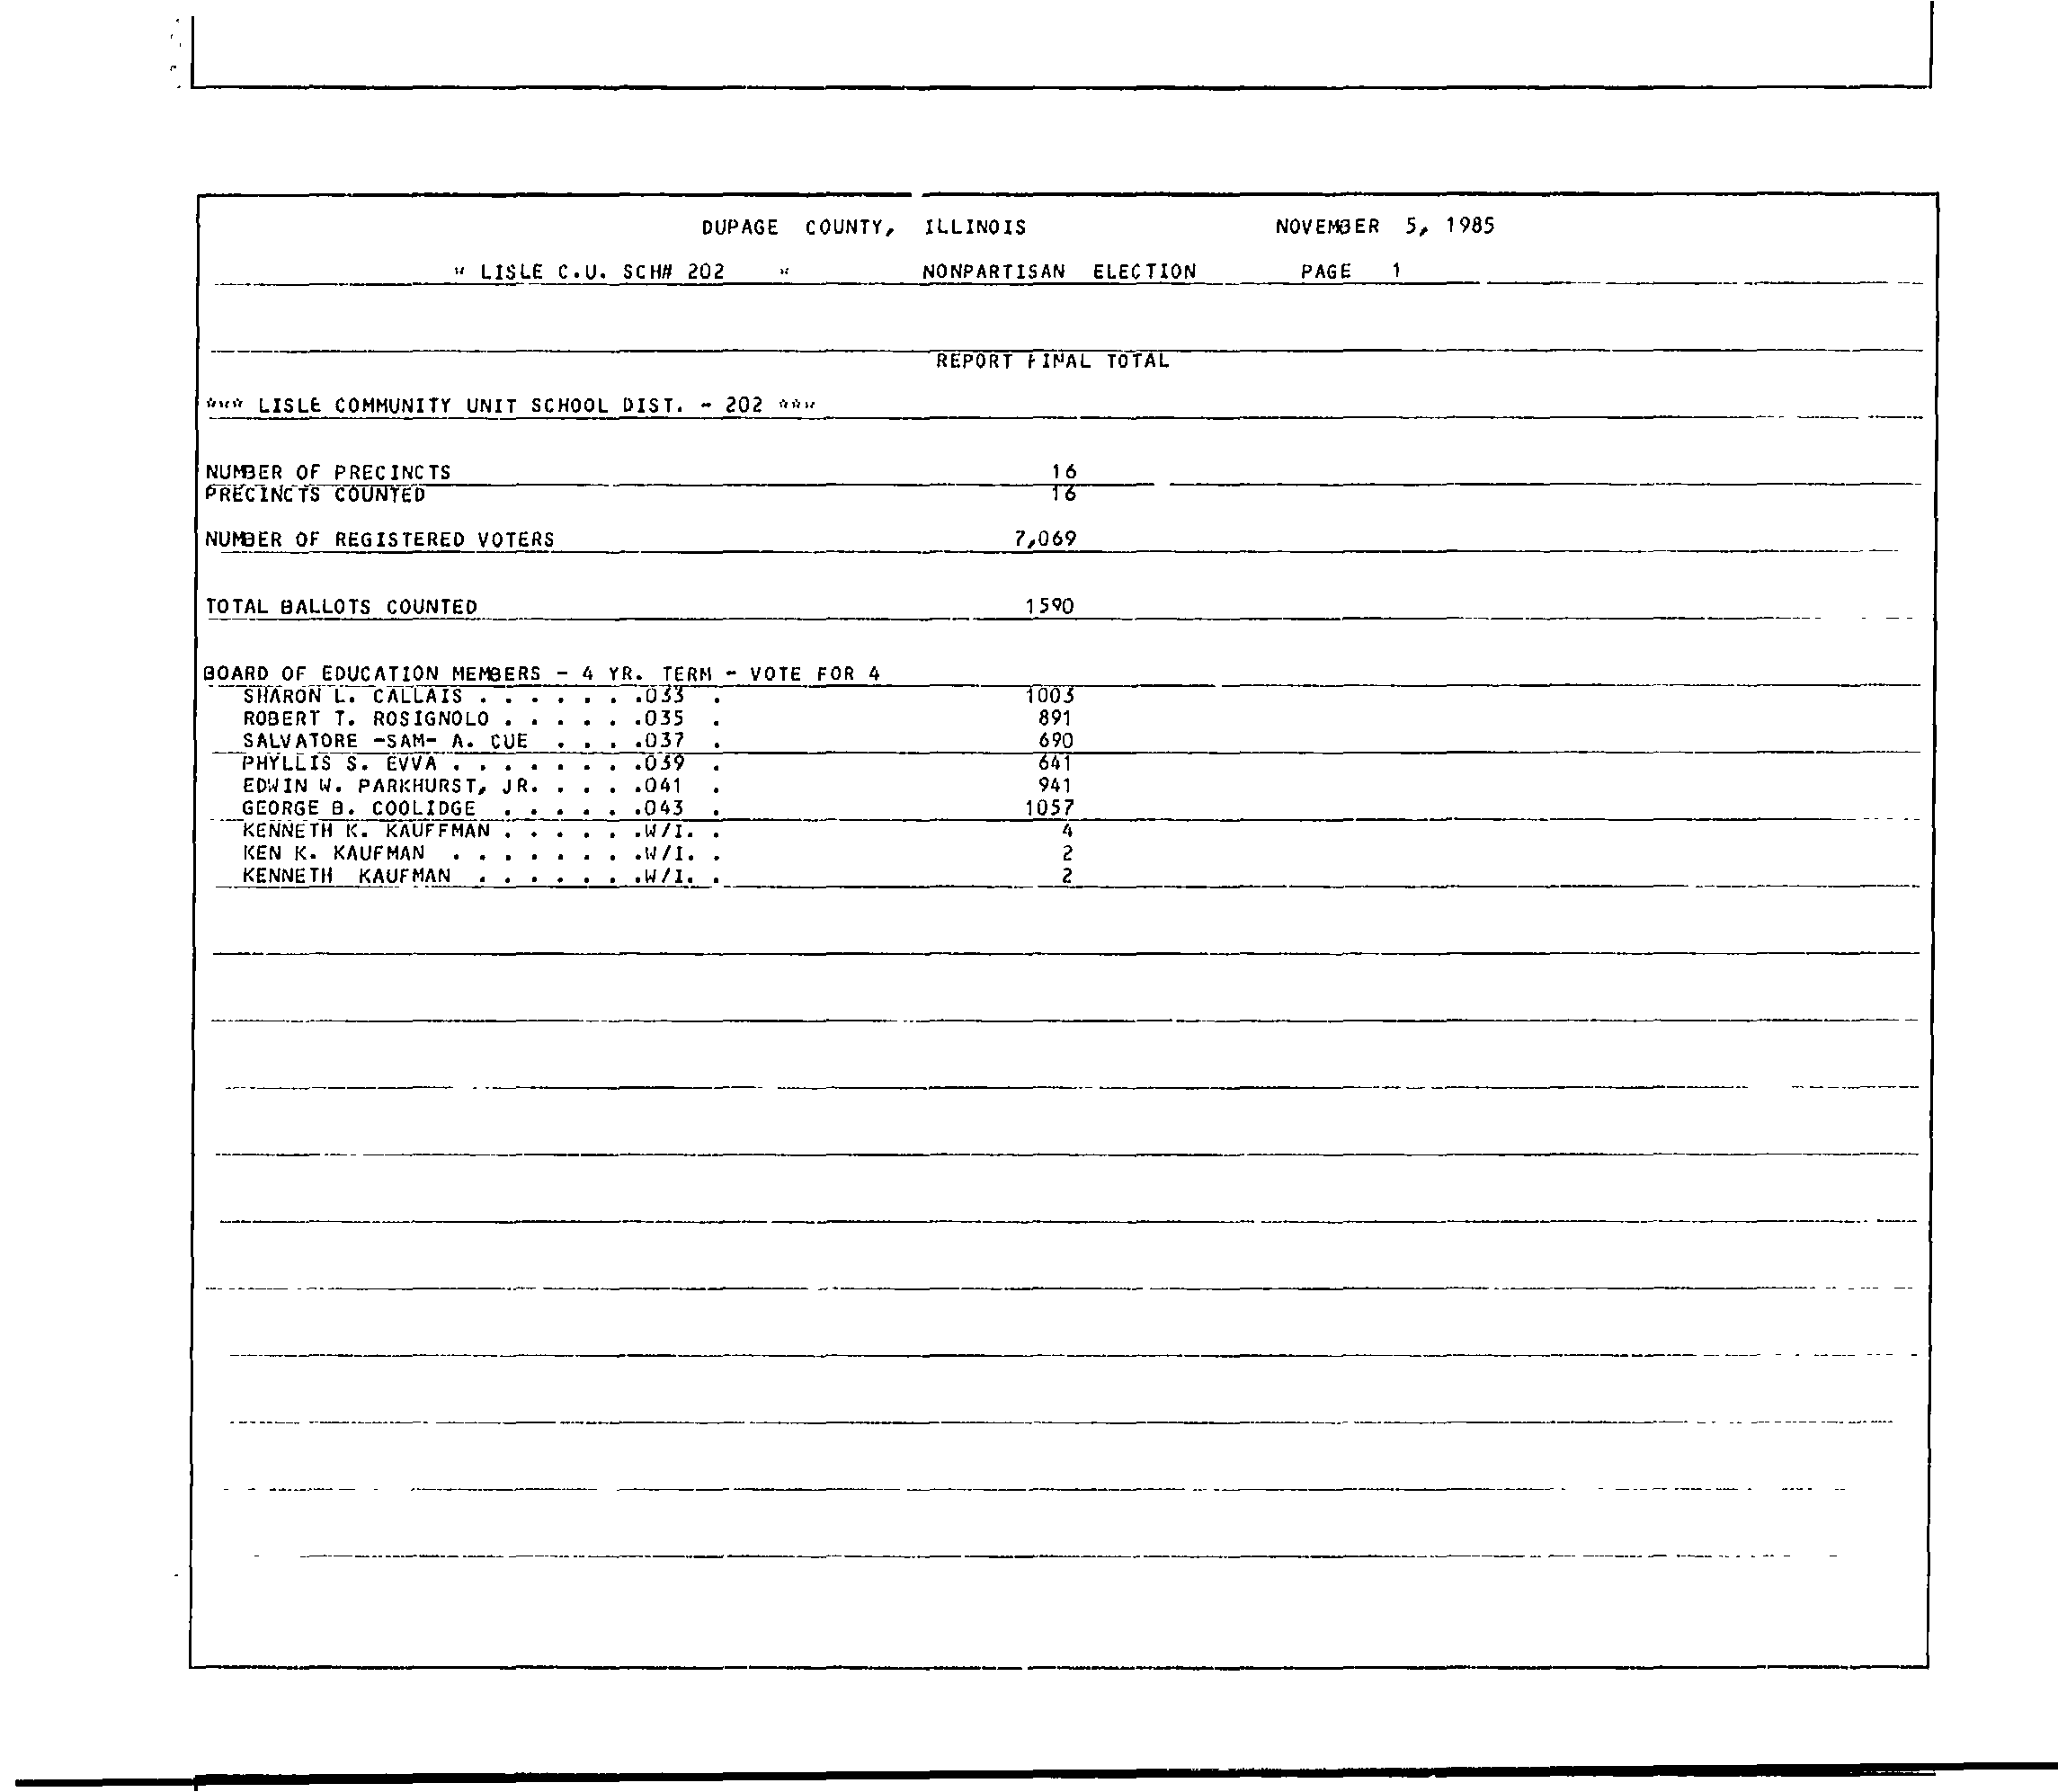 DUPAGE COUNTY, ILLINOIS NOVEMBER 5, 1985
* LISLE C.U. SCH# 202 * NONPARTISAN ELECTION PAGE 1
REPORT FINAL TOTAL
*** LISLE COMMUNITY UNIT SCHOOL DIST. - 202 ***
NUMBER OF PRECINCTS 16
PRECINCTS COUNTED 16
NUMBER OF REGISTERED VOTERS 7,069
TOTAL BALLOTS COUNTED 1590
BOARD OF EDUCATION MEMBERS - 4 YR. TERM - VOTE FOR 4
SHARON L. CALLAIS . . . . . . .033 . 1003
ROBERT T. ROSIGNOLO . . . . . .035 . 891
SALVATORE -SAM- A. CUE . . . .037 . 690
PHYLLIS S. EVVA . . . . . . . .039 . 641
EDWIN W. PARKHURST, JR. . . . .041 . 941
GEORGE B. COOLIDGE . . . . . .043 . 1057
KENNETH K. KAUFFMAN . . . . . .W/I. . 4
KEN K. KAUFMAN . . . . . . . .W/I. . 2
KENNETH KAUFMAN . . . . . . .W/I. . 2